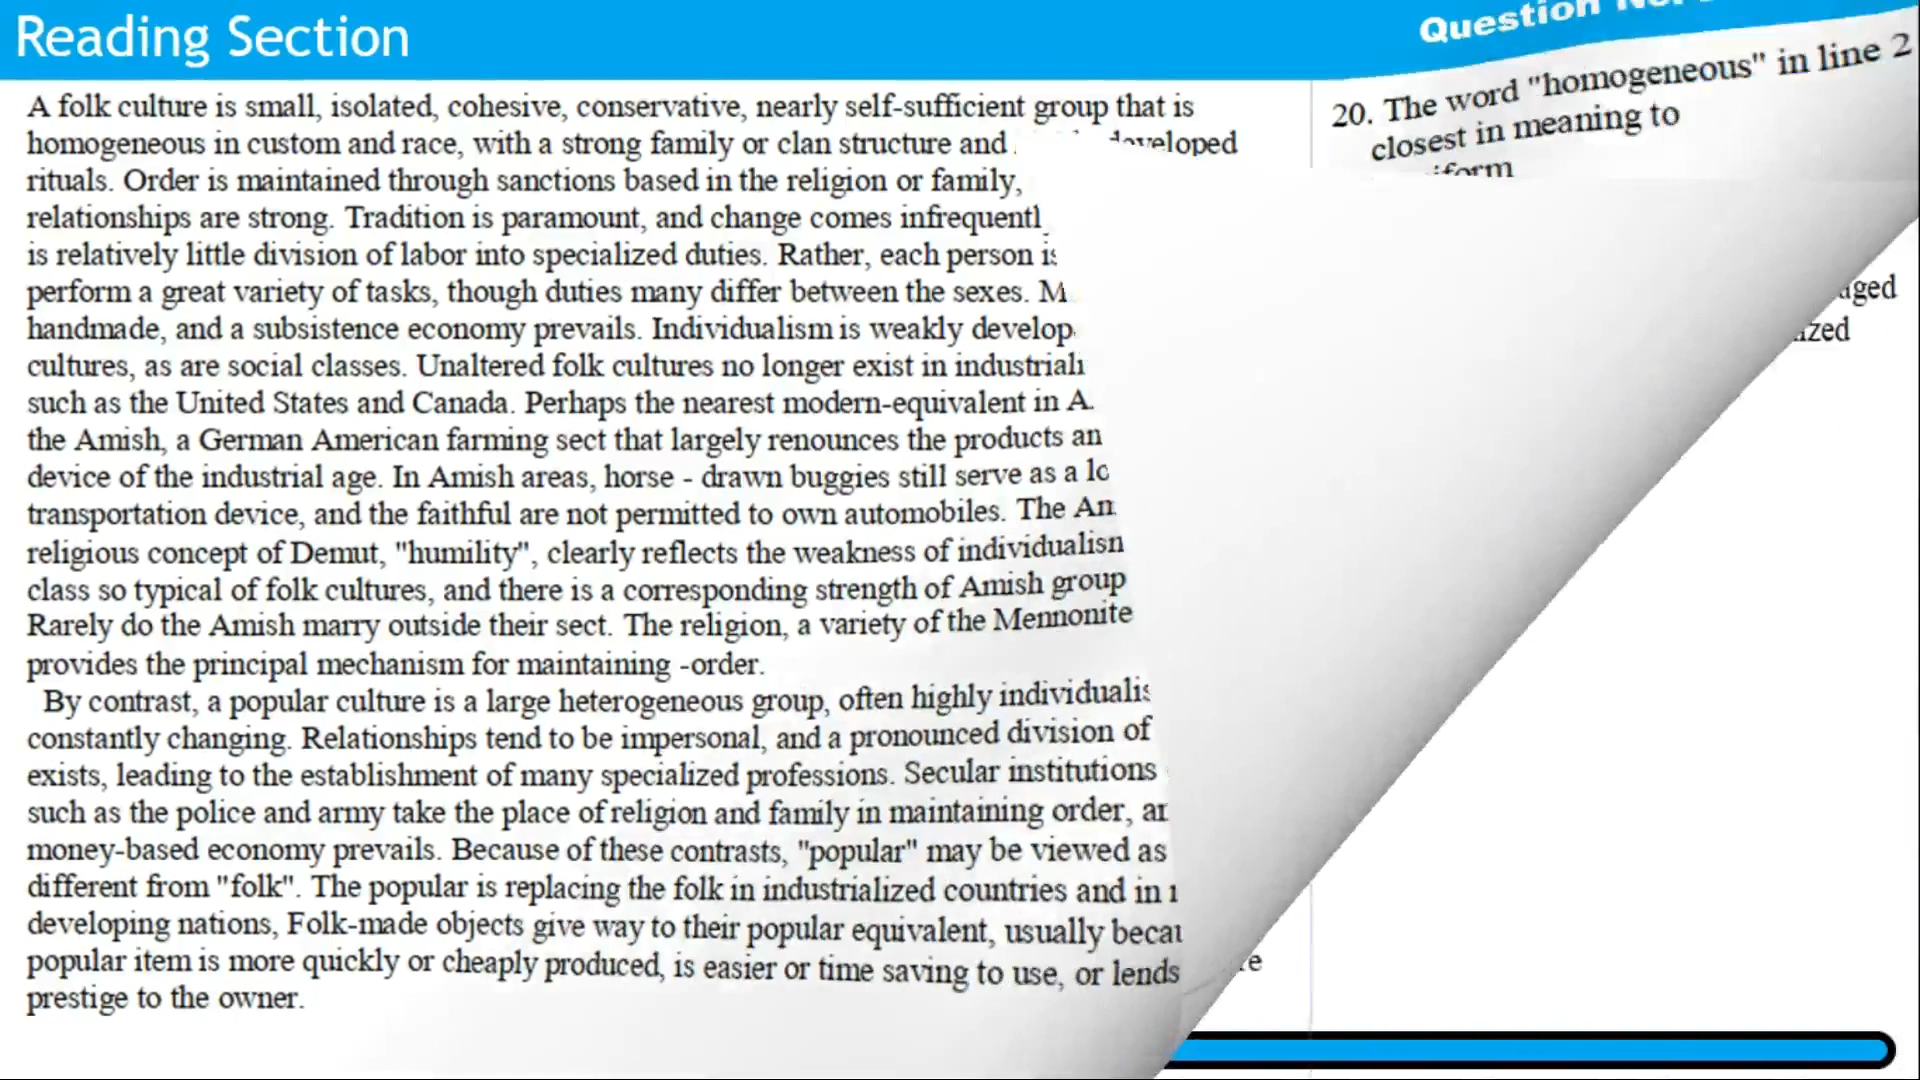 Reading Section
Question
A folk culture is small, isolated, cohesive, conservative, nearly self-sufficient group that is
homogeneous in custom and race, with a strong family or clan structure and developed
rituals. Order is maintained through sanctions based in the religion or family,
relationships are strong. Tradition is paramount, and change comes
is relatively little division of labor into specialized duties. Rather, each person
perform a great variety of tasks, though duties many differ between the sexes.
handmade, and a subsistence economy prevails. Individualism is weakly
cultures, as are social classes. Unaltered folk cultures no longer exist in
such as the United States and Canada. Perhaps the nearest modern-equivalent in
the Amish, a German American farming sect that largely renounces the products
device of the industrial age. In Amish areas, horse - drawn buggies still serve as a
transportation device, and the faithful are not permitted to own automobiles. The
religious concept of Demut, "humility", clearly reflects the weakness of
class so typical of folk cultures, and there is a corresponding strength of Amish group
Rarely do the Amish marry outside their sect. The religion, a variety of the Mennonite
provides the principal mechanism for maintaining -order.
By contrast, a popular culture is a large heterogeneous group, often highly
constantly changing. Relationships tend to be impersonal, and a pronounced division of
exists, leading to the establishment of many specialized professions. Secular institutions
such as the police and army take the place of religion and family in maintaining order,
money-based economy prevails. Because of these contrasts, "popular" may be viewed as
different from "folk". The popular is replacing the folk in industrialized countries and in
developing nations, Folk-made objects give way to their popular equivalent, usually
popular item is more quickly or cheaply produced, is easier or time saving to use, or lends
prestige to the owner.
20. The word "homogeneous" in line 2
closest in meaning to